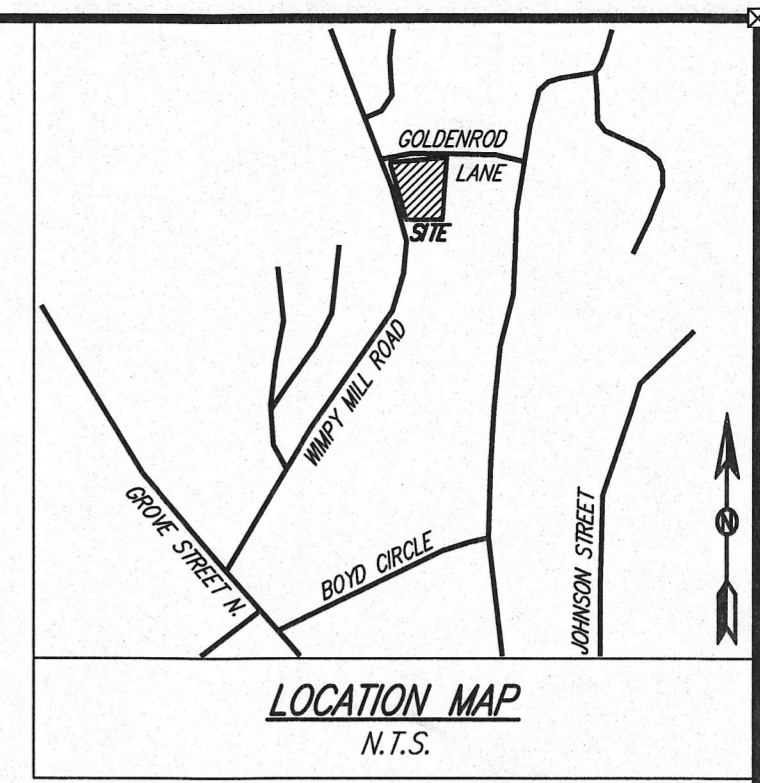 GOLDENROD
LANE
SITE
WIMPY MILL ROAD
GROVE STREET N.
BOYD CIRCLE
JOHNSON STREET
N
LOCATION MAP
N.T.S.